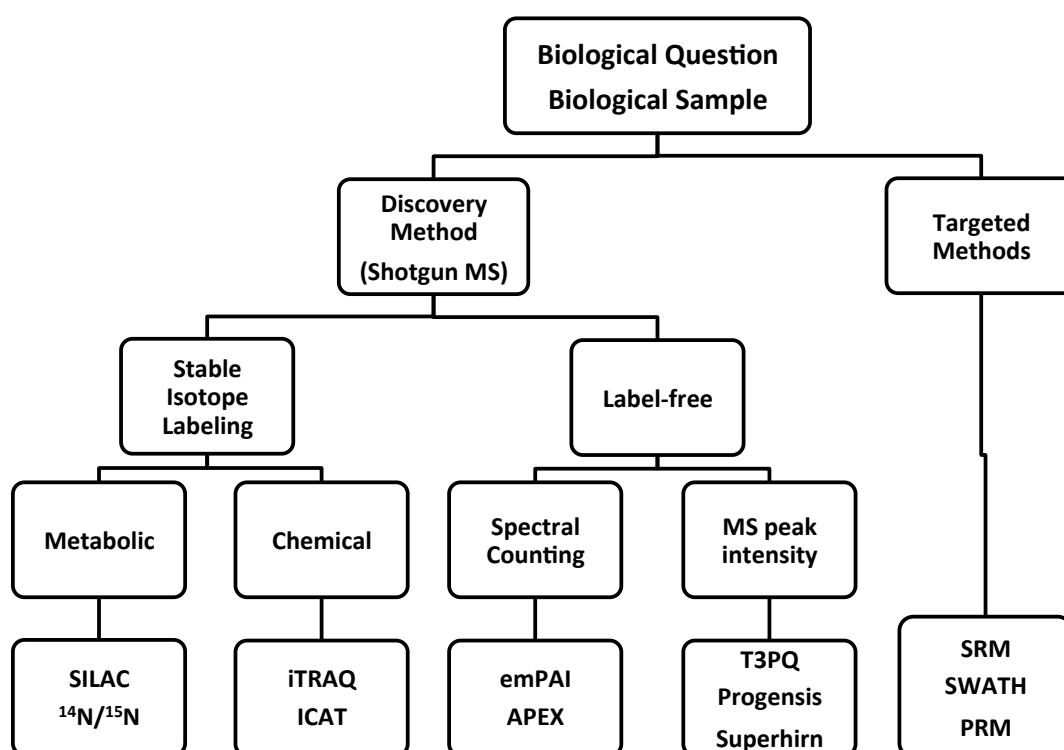 Biological Question
Biological Sample
Discovery
Method
(Shotgun MS)
Targeted
Methods
Stable
Isotope
Labeling
Label-free
Metabolic
Chemical
Spectral
Counting
MS peak
intensity
SILAC
¹⁴N/¹⁵N
iTRAQ
ICAT
emPAI
APEX
T3PQ
Progensis
Superhirn
SRM
SWATH
PRM